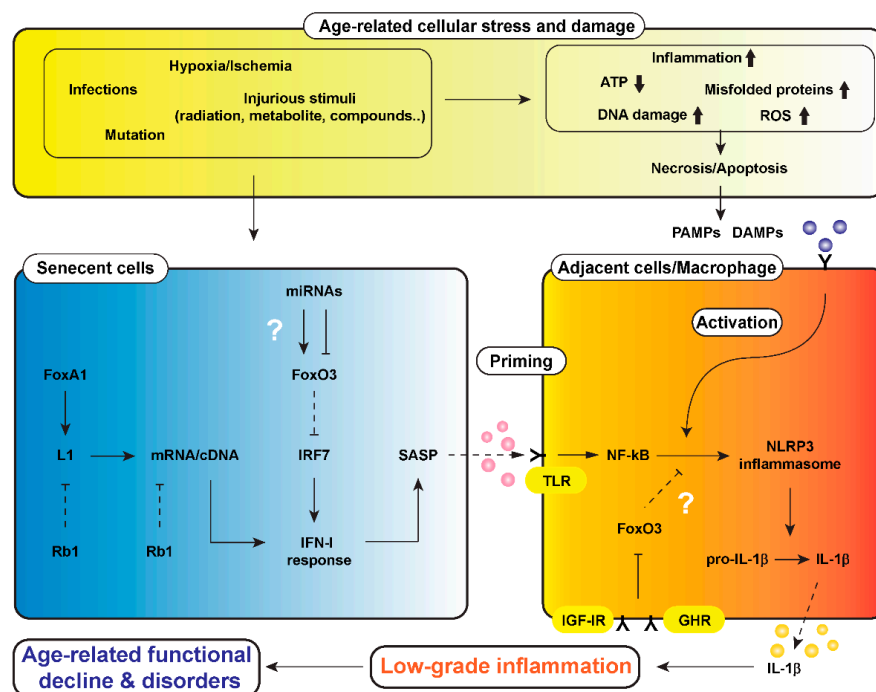 Age-related cellular stress and damage
Hypoxia/Ischemia
Infections
Injurious stimuli
(radiation, metabolite, compounds..)
Mutation
Inflammation
ATP
Misfolded proteins
DNA damage
ROS
Necrosis/Apoptosis
PAMPs DAMPs
Senecent cells
miRNAs
?
FoxA1
FoxO3
L1
mRNA/cDNA
IRF7
SASP
Rb1
Rb1
IFN-I
response
Priming
Adjacent cells/Macrophage
Activation
TLR
NF-kB
NLRP3
inflammasome
?
FoxO3
pro-IL-1β
IL-1β
IGF-IR
GHR
IL-1β
Low-grade inflammation
Age-related functional
decline & disorders